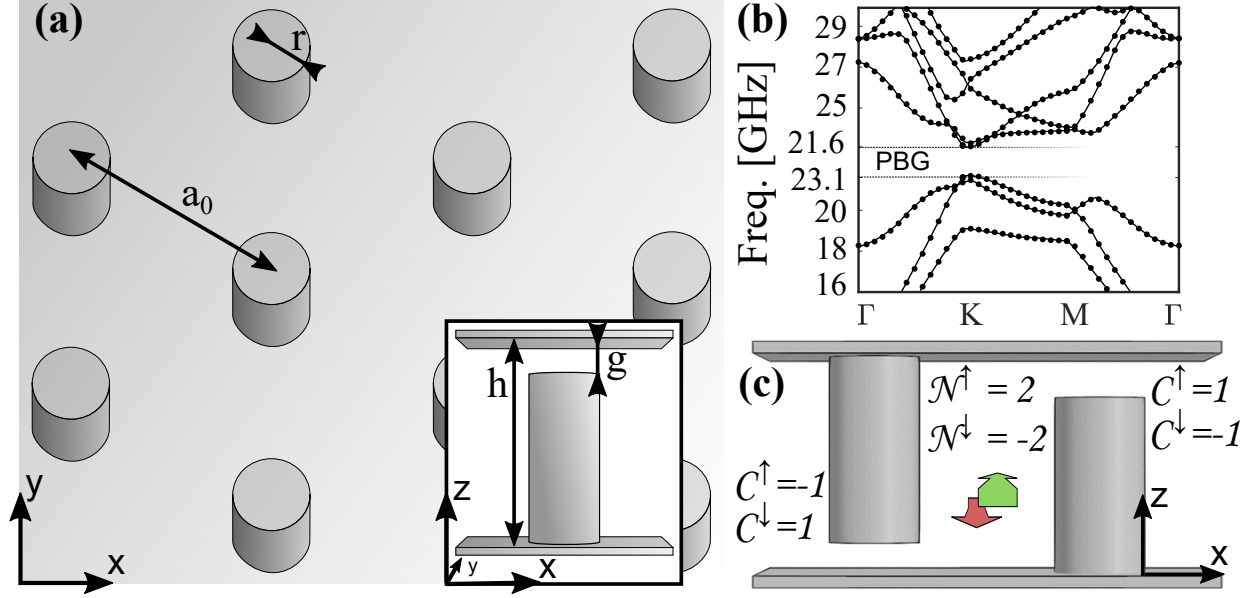 (a)
r
a0
h
g
z
y
x
y
x
(b)
Freq. [GHz]
29
27
25
21.6
PBG
23.1
20
18
16
Γ K M Γ
(c)
𝒩↑ = 2
𝒩↓ = -2
C↑=1
C↓=-1
C↑=-1
C↓=1
z
x